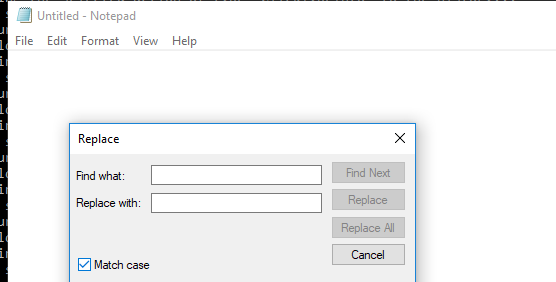 Untitled - Notepad
File Edit Format View Help
Replace
Find what: Find Next
Replace with: Replace
Replace All
Cancel
Match case